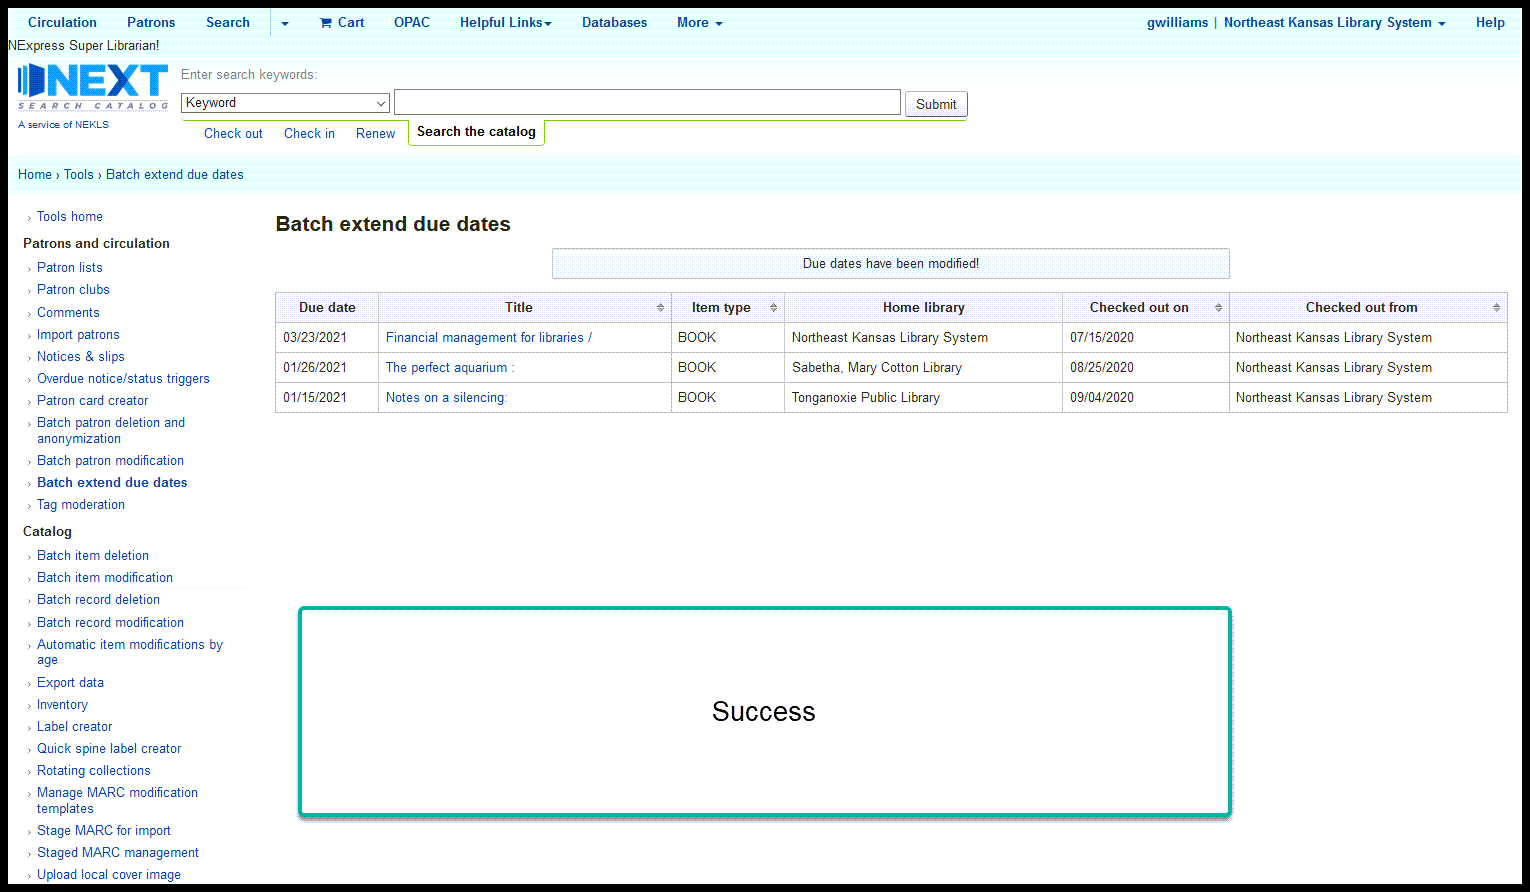 Circulation Patrons Search Cart OPAC Helpful Links Databases More gwilliams | Northeast Kansas Library System Help
NExpress Super Librarian!
NEXT
SEARCH CATALOG
A service of NEKLS
Enter search keywords:
Keyword Submit
Check out Check in Renew Search the catalog
Home › Tools › Batch extend due dates
Tools home
Patrons and circulation
Patron lists
Patron clubs
Comments
Import patrons
Notices & slips
Overdue notice/status triggers
Patron card creator
Batch patron deletion and
anonymization
Batch patron modification
Batch extend due dates
Tag moderation
Catalog
Batch item deletion
Batch item modification
Batch record deletion
Batch record modification
Automatic item modifications by
age
Export data
Inventory
Label creator
Quick spine label creator
Rotating collections
Manage MARC modification
templates
Stage MARC for import
Staged MARC management
Upload local cover image
Batch extend due dates
Due dates have been modified!
Due date Title Item type Home library Checked out on Checked out from
03/23/2021 Financial management for libraries / BOOK Northeast Kansas Library System 07/15/2020 Northeast Kansas Library System
01/26/2021 The perfect aquarium : BOOK Sabetha, Mary Cotton Library 08/25/2020 Northeast Kansas Library System
01/15/2021 Notes on a silencing: BOOK Tonganoxie Public Library 09/04/2020 Northeast Kansas Library System
Success